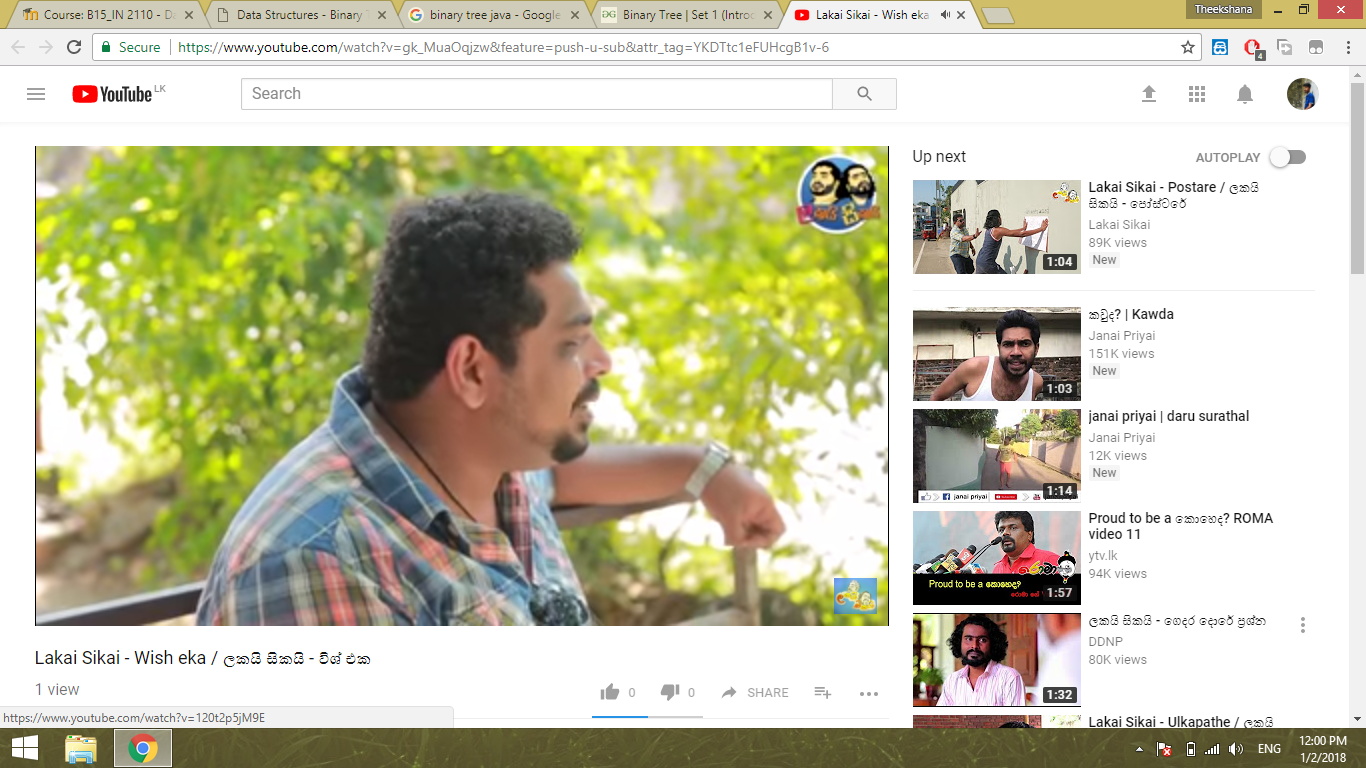 Course: B15_IN 2110 - Da
Data Structures - Binary T
binary tree java - Google
Binary Tree | Set 1 (Introd
Lakai Sikai - Wish eka
Theekshana
Secure
https://www.youtube.com/watch?v=gk_MuaOqjzw&feature=push-u-sub&attr_tag=YKDTtc1eFUHcgB1v-6
4
YouTube LK
Search
Up next
AUTOPLAY
Lakai Sikai - Postare / ලකයි
සිකයි - පෝස්ටරේ
Lakai Sikai
89K views
New
1:04
කවුද? | Kawda
Janai Priyai
151K views
New
1:03
janai priyai | daru surathal
Janai Priyai
12K views
New
janai priyai
1:14
Proud to be a කොහෙද? ROMA
video 11
ytv.lk
94K views
රොමා
Proud to be a කොහෙද?
1:57
ලකයි සිකයි - ගෙදර දොරේ ප්‍රශ්න
DDNP
80K views
1:32
Lakai Sikai - Ulkapathe / ලකයි
Lakai Sikai - Wish eka / ලකයි සිකයි - විශ් එක
1 view
0
0
SHARE
https://www.youtube.com/watch?v=120t2p5jM9E
ENG
12:00 PM
1/2/2018